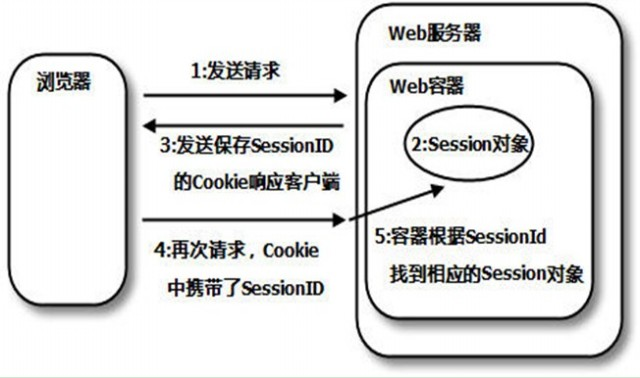 Web服务器
浏览器
1:发送请求
Web容器
2:Session对象
3:发送保存SessionID
的Cookie响应客户端
4:再次请求，Cookie
中携带了SessionID
5:容器根据SessionId
找到相应的Session对象